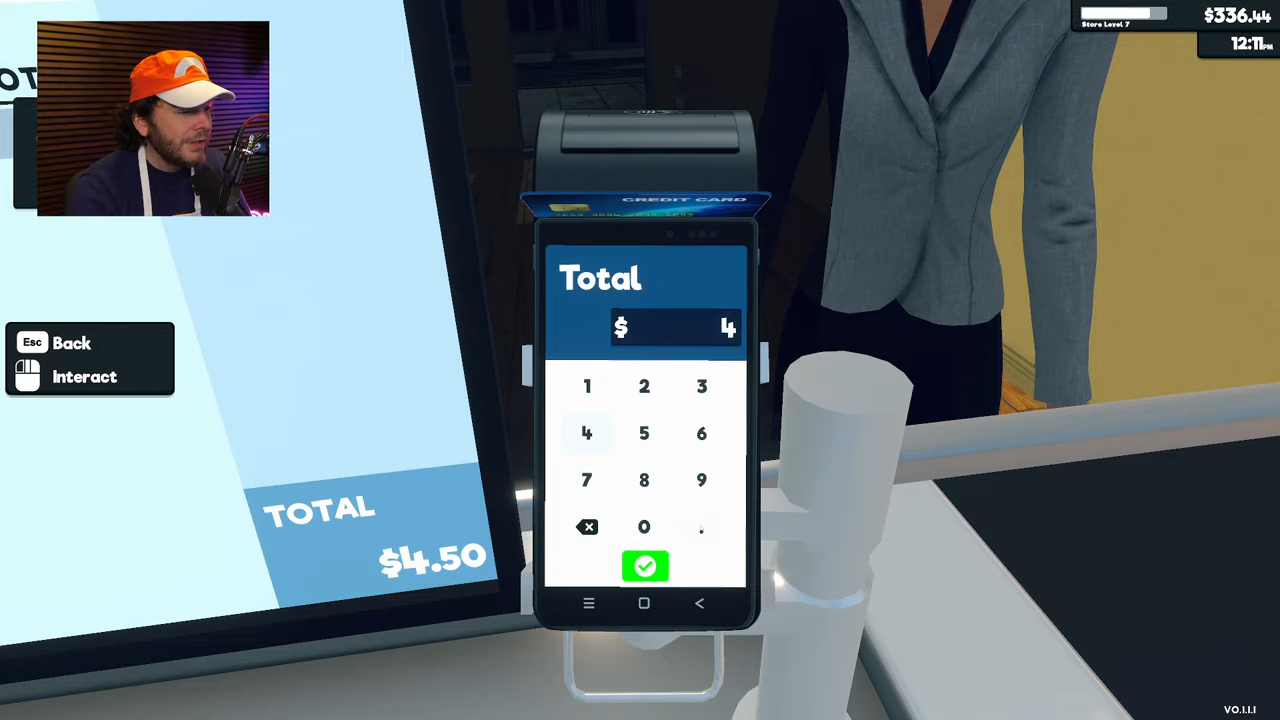 $336.44
Store Level 7
12:11PM
OT
CREDIT CARD
Total
$ 4
1 2 3
4 5 6
7 8 9
0 .
Esc Back
Interact
TOTAL
$4.50
V0.1.1.1